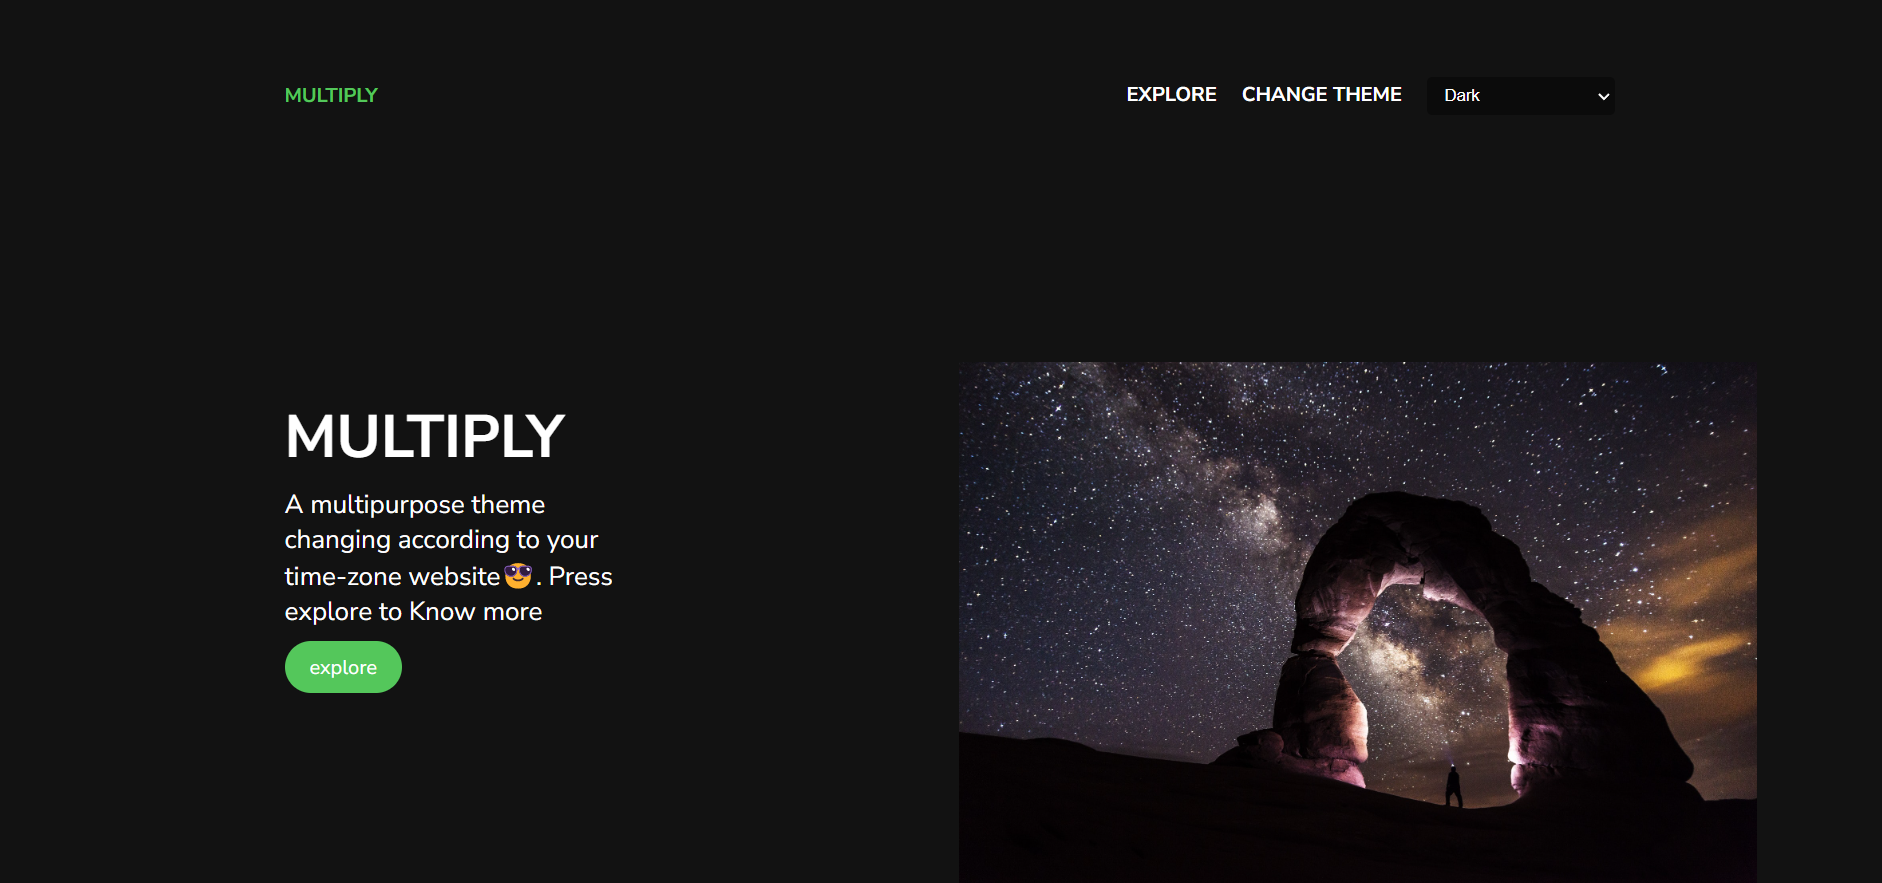 MULTIPLY
EXPLORE CHANGE THEME Dark
MULTIPLY
A multipurpose theme
changing according to your
time-zone website😎. Press
explore to Know more
explore